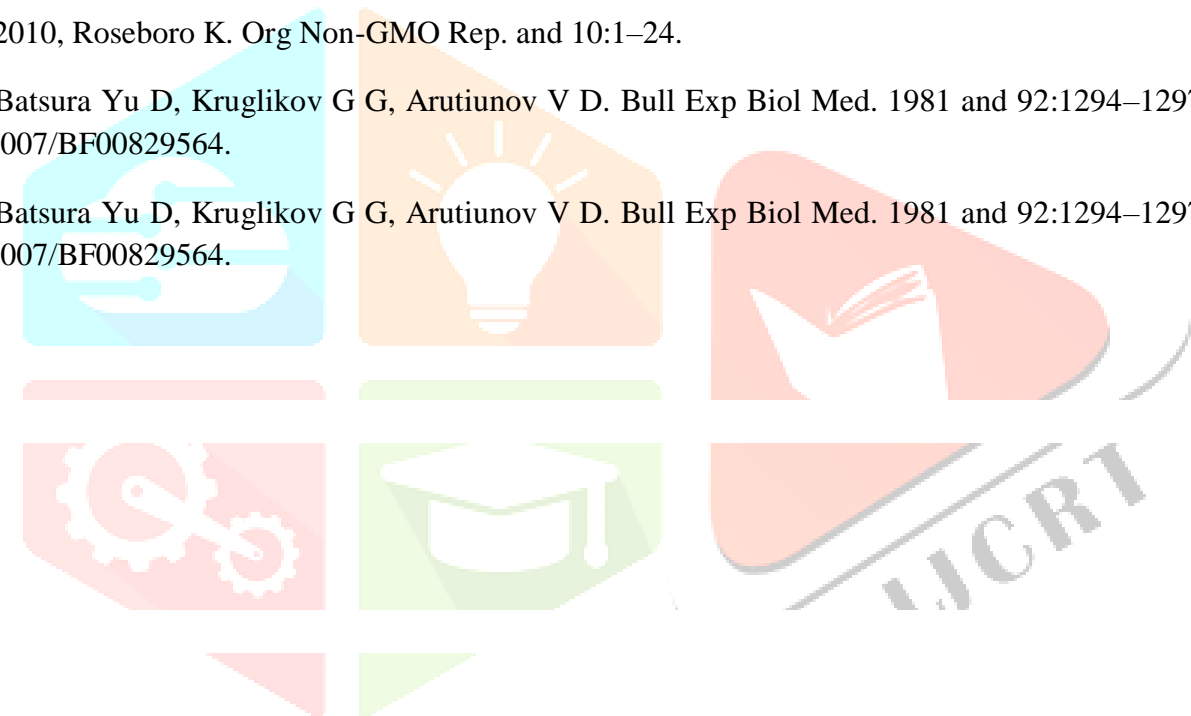 2010, Roseboro K. Org Non-GMO Rep. and 10:1–24.
Batsura Yu D, Kruglikov G G, Arutiunov V D. Bull Exp Biol Med. 1981 and 92:1294–129
007/BF00829564.
Batsura Yu D, Kruglikov G G, Arutiunov V D. Bull Exp Biol Med. 1981 and 92:1294–129
007/BF00829564.
IJCRT